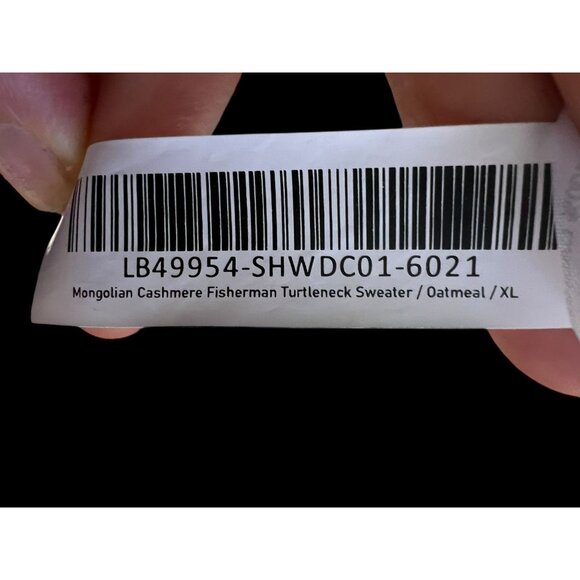 LB49954-SHWDC01-6021
Mongolian Cashmere Fisherman Turtleneck Sweater / Oatmeal / XL